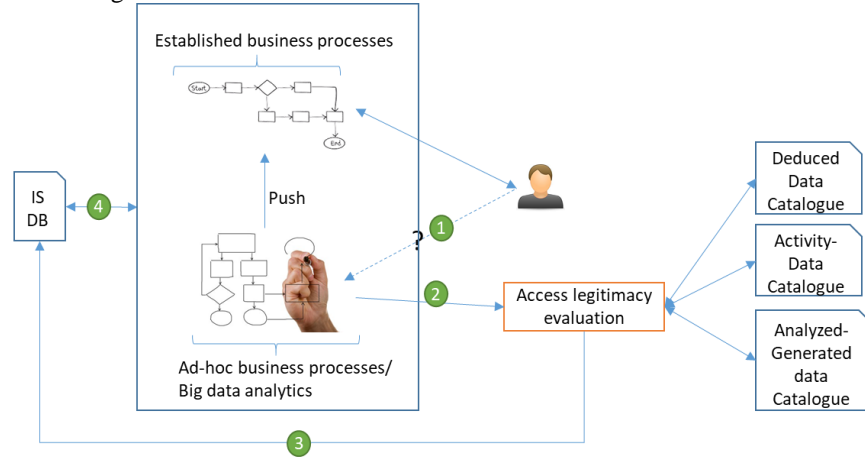 Established business processes
Start
End
IS
DB
4
Push
?
1
2
Ad-hoc business processes/
Big data analytics
3
Access legitimacy
evaluation
Deduced
Data
Catalogue
Activity-
Data
Catalogue
Analyzed-
Generated
data
Catalogue